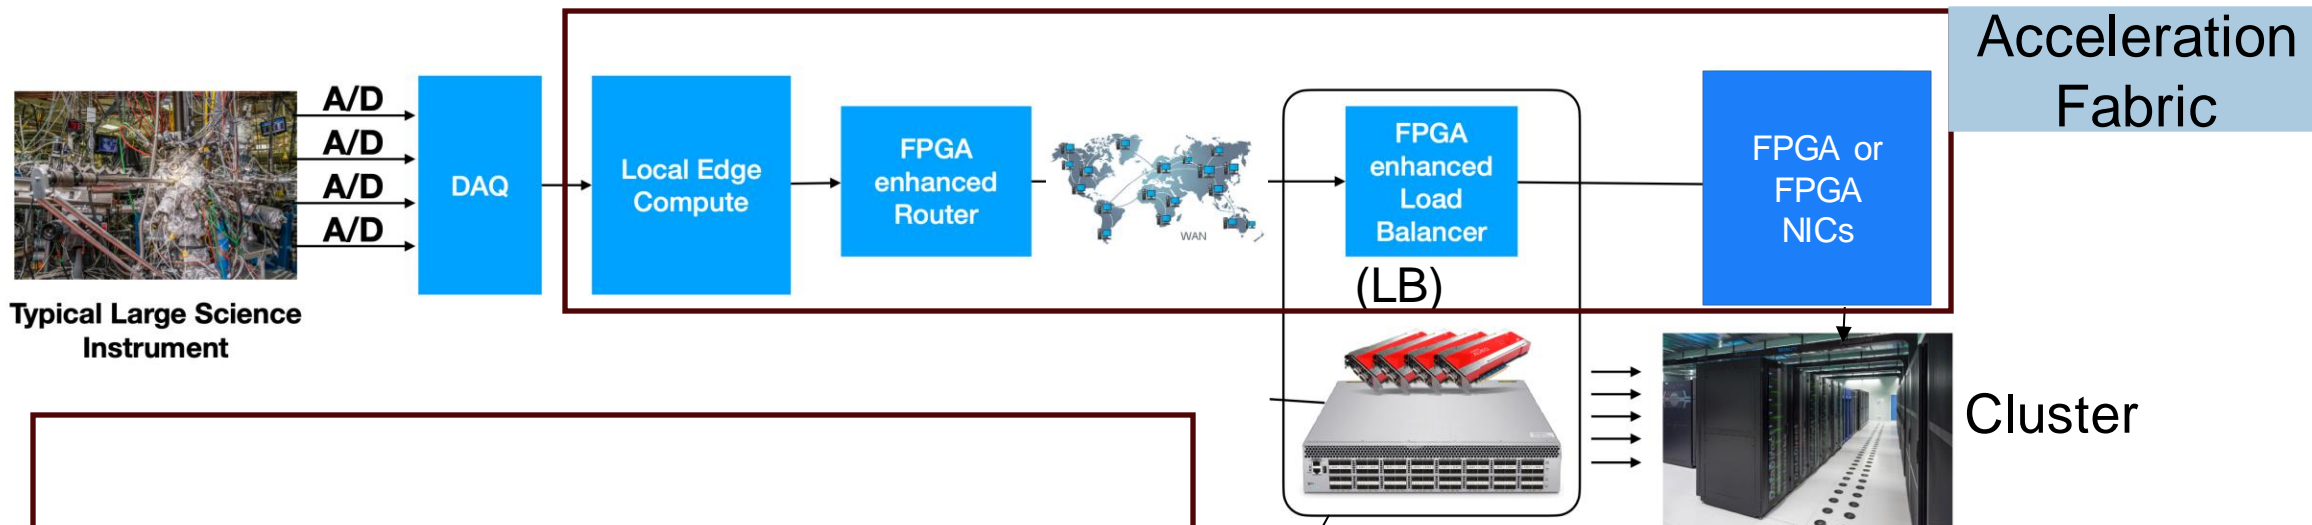 Acceleration
Fabric
A/D
A/D
A/D
A/D
DAQ
Local Edge
Compute
FPGA
enhanced
Router
WAN
FPGA
enhanced
Load
Balancer
(LB)
FPGA or
FPGA
NICs
Typical Large Science
Instrument
Cluster